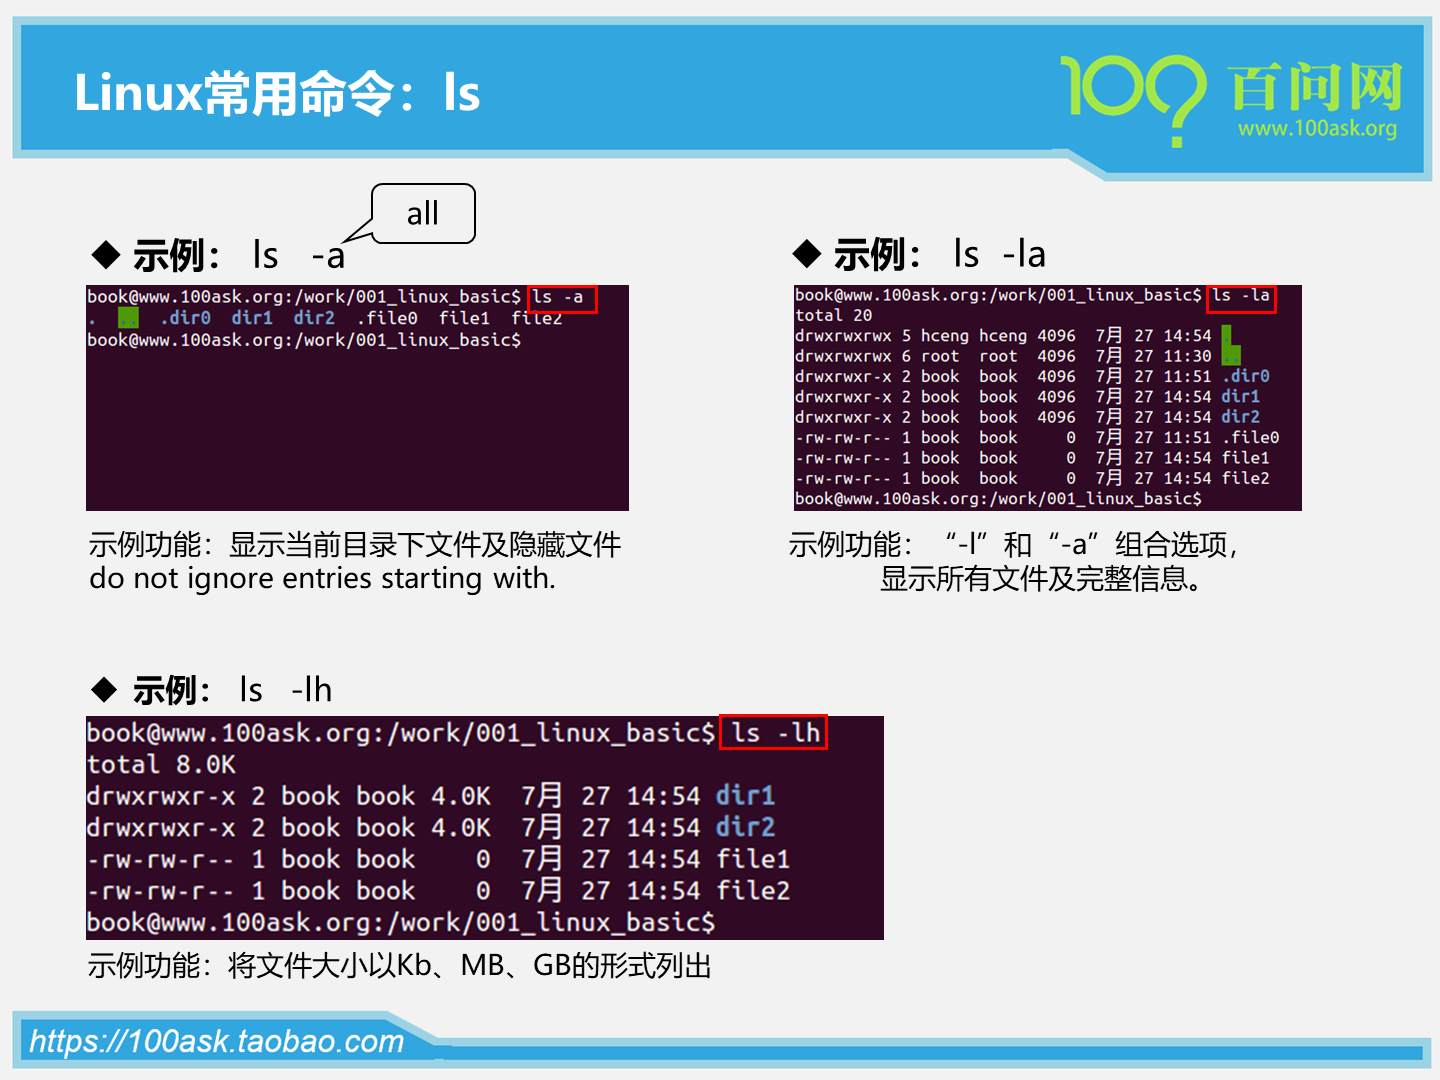 Linux常用命令：ls
百问网
www.100ask.org
all
◆ 示例： ls -a
book@www.100ask.org:/work/001_linux_basic$ ls -a
. .. .dir0 dir1 dir2 .file0 file1 file2
book@www.100ask.org:/work/001_linux_basic$
示例功能：显示当前目录下文件及隐藏文件
do not ignore entries starting with.
◆ 示例： ls -la
book@www.100ask.org:/work/001_linux_basic$ ls -la
total 20
drwxrwxrwx 5 hceng hceng 4096 7月 27 14:54 .
drwxrwxrwx 6 root root 4096 7月 27 11:30 ..
drwxrwxr-x 2 book book 4096 7月 27 11:51 .dir0
drwxrwxr-x 2 book book 4096 7月 27 14:54 dir1
drwxrwxr-x 2 book book 4096 7月 27 14:54 dir2
-rw-rw-r-- 1 book book 0 7月 27 11:51 .file0
-rw-rw-r-- 1 book book 0 7月 27 14:54 file1
-rw-rw-r-- 1 book book 0 7月 27 14:54 file2
book@www.100ask.org:/work/001_linux_basic$
示例功能：“-l”和“-a”组合选项，
显示所有文件及完整信息。
◆ 示例： ls -lh
book@www.100ask.org:/work/001_linux_basic$ ls -lh
total 8.0K
drwxrwxr-x 2 book book 4.0K 7月 27 14:54 dir1
drwxrwxr-x 2 book book 4.0K 7月 27 14:54 dir2
-rw-rw-r-- 1 book book 0 7月 27 14:54 file1
-rw-rw-r-- 1 book book 0 7月 27 14:54 file2
book@www.100ask.org:/work/001_linux_basic$
示例功能：将文件大小以Kb、MB、GB的形式列出
https://100ask.taobao.com